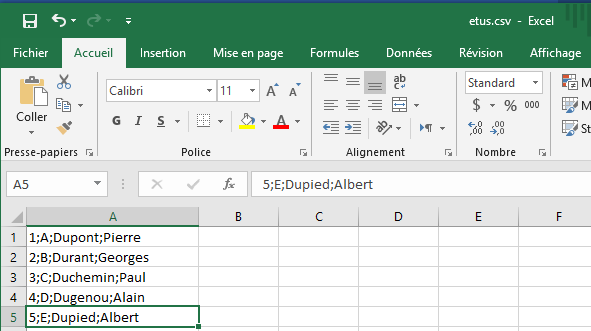 etus.csv - Excel
Fichier Accueil Insertion Mise en page Formules Données Révision Affichage
Coller
Presse-papiers
Calibri 11 A A
G I S A
Police
ab c
Alignement
Standard
$ % 000
,00 ,0
Nombre
M
M
St
A5 fx 5;E;Dupied;Albert
A B C D E F
1 1;A;Dupont;Pierre
2 2;B;Durant;Georges
3 3;C;Duchemin;Paul
4 4;D;Dugenou;Alain
5 5;E;Dupied;Albert